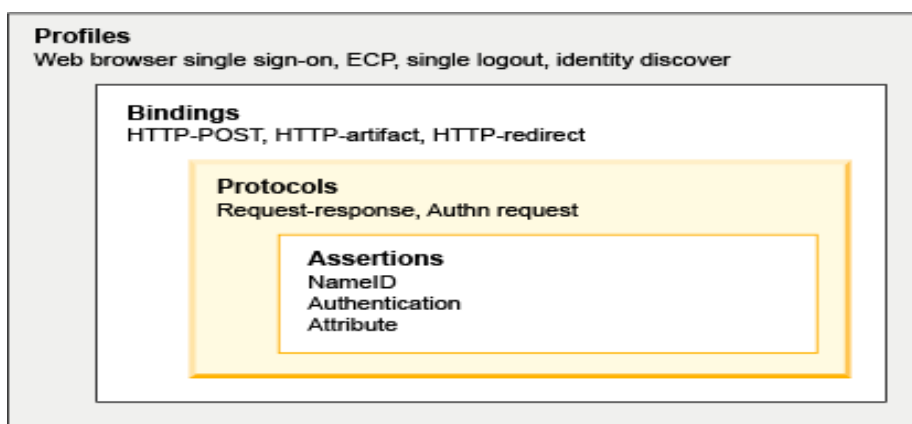 Profiles
Web browser single sign-on, ECP, single logout, identity discover
Bindings
HTTP-POST, HTTP-artifact, HTTP-redirect
Protocols
Request-response, Authn request
Assertions
NameID
Authentication
Attribute